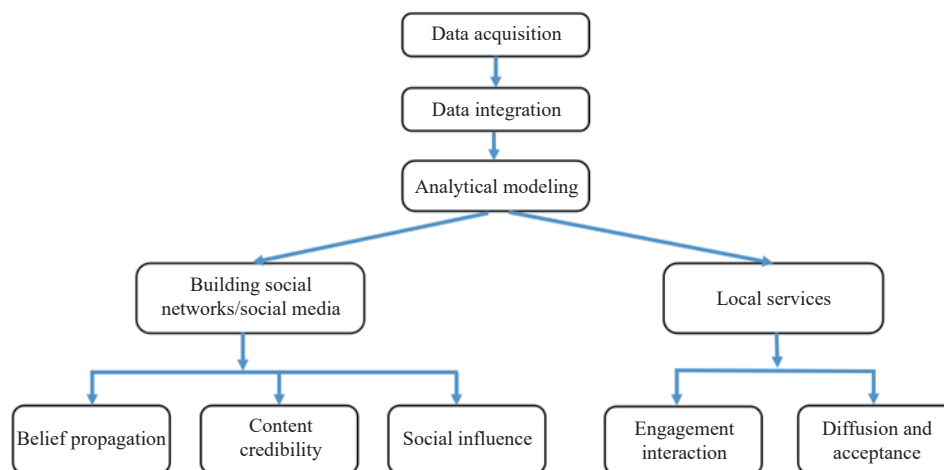 Data acquisition
Data integration
Analytical modeling
Building social
networks/social media
Local services
Belief propagation
Content
credibility
Social influence
Engagement
interaction
Diffusion and
acceptance